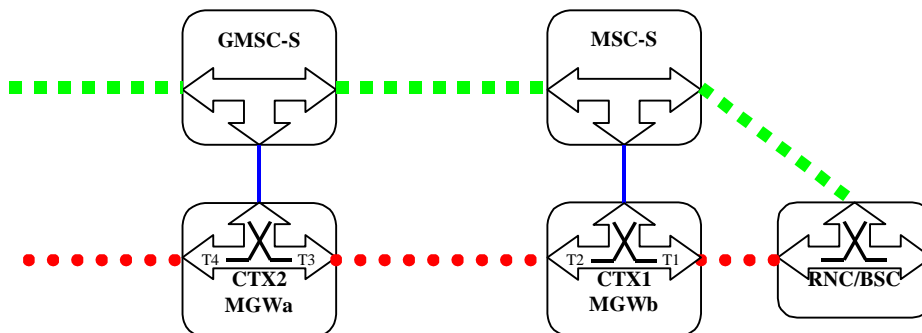 GMSC-S
MSC-S
T4 T3
CTX2
MGWa
T2 T1
CTX1
MGWb
RNC/BSC